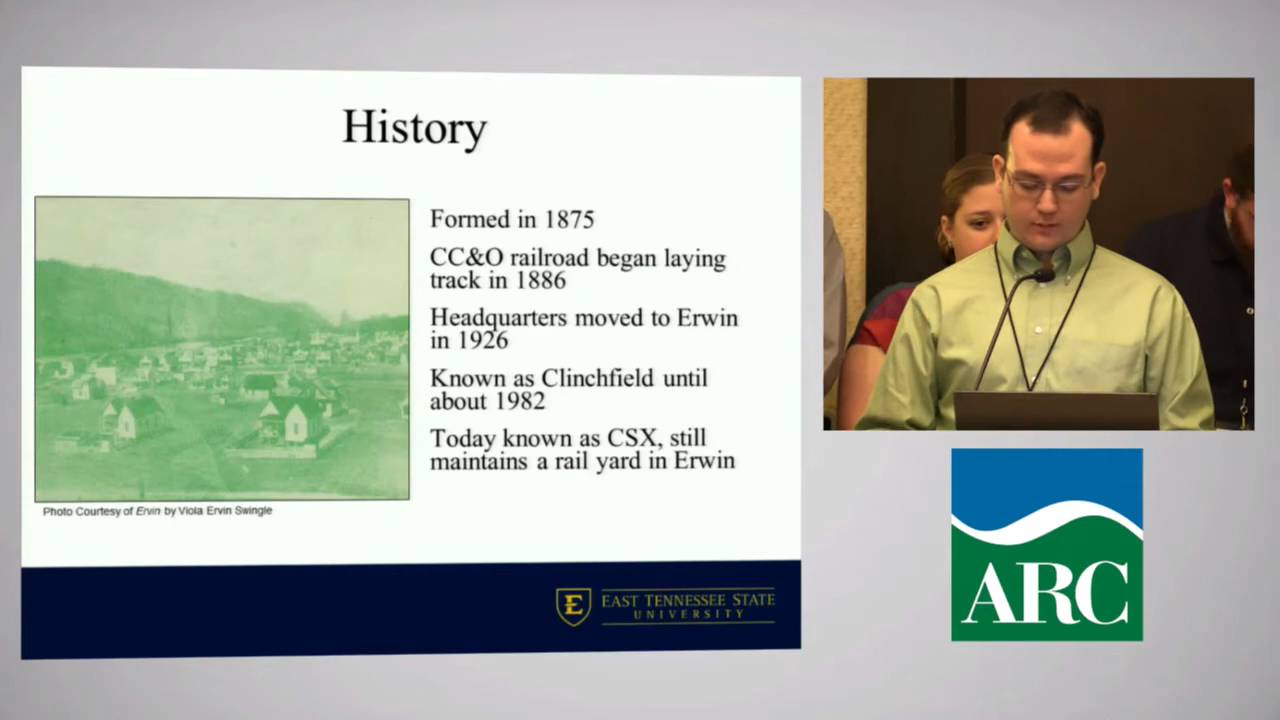 History
Formed in 1875
CC&O railroad began laying
track in 1886
Headquarters moved to Erwin
in 1926
Known as Clinchfield until
about 1982
Today known as CSX, still
maintains a rail yard in Erwin
Photo Courtesy of Ervin by Viola Ervin Swingle
E
EAST TENNESSEE STATE
UNIVERSITY
ARC